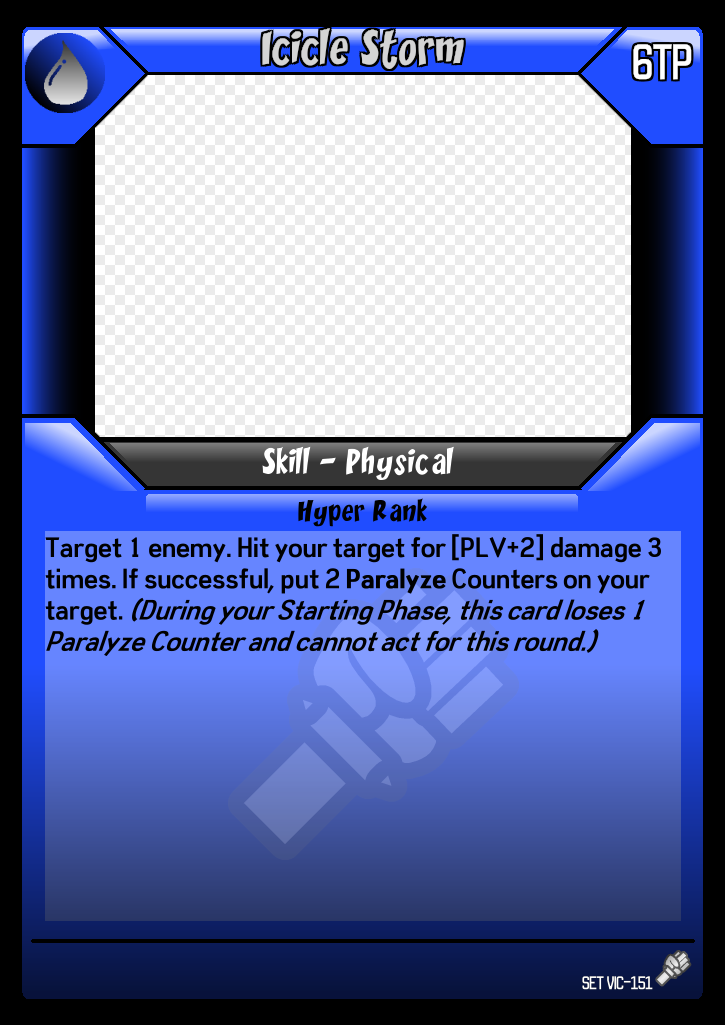 Icicle Storm
6TP
Skill - Physical
Hyper Rank
Target 1 enemy. Hit your target for [PLV+2] damage 3
times. If successful, put 2 Paralyze Counters on your
target. (During your Starting Phase, this card loses 1
Paralyze Counter and cannot act for this round.)
SET VIC-151